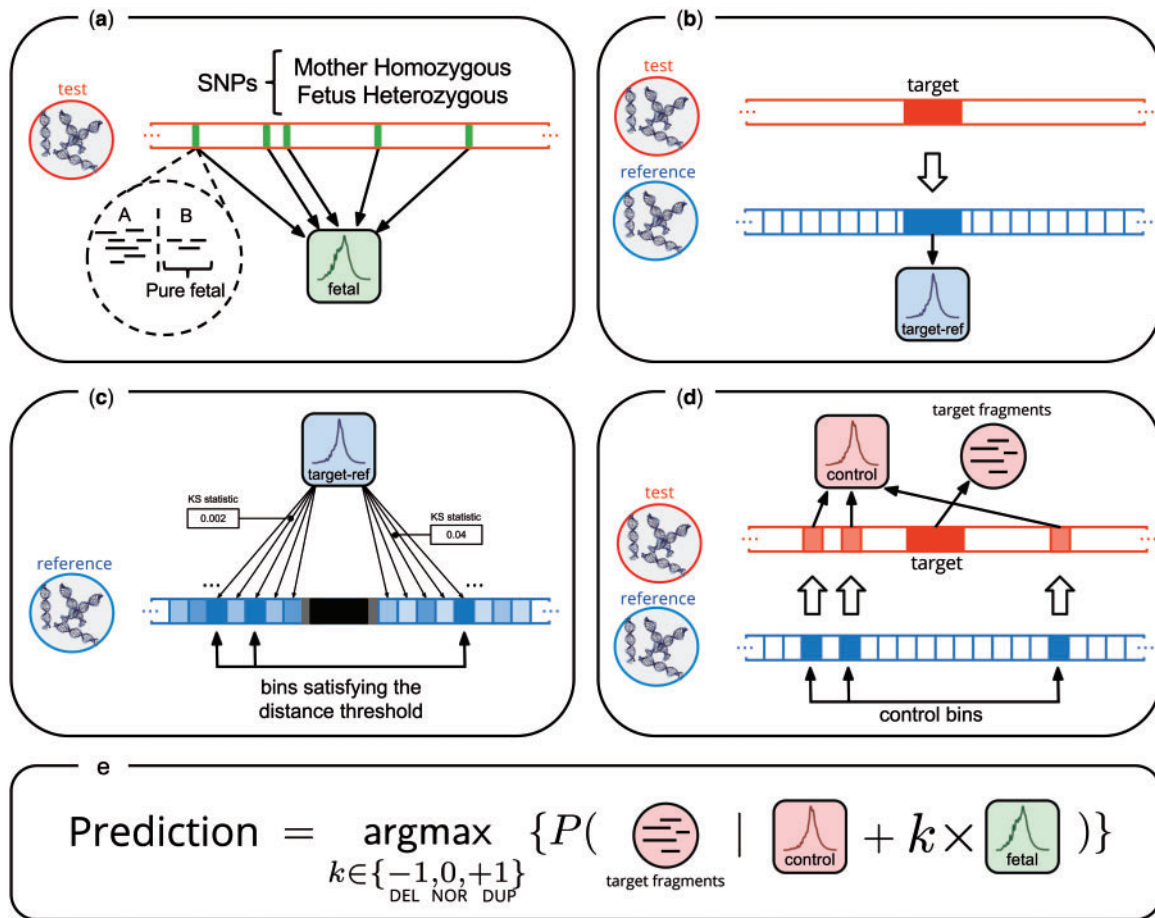 (a)
SNPs
Mother Homozygous
Fetus Heterozygous
test
...
...
A
B
Pure fetal
fetal
(b)
test
target
...
...
reference
...
...
target-ref
(c)
target-ref
KS statistic
0.002
KS statistic
0.04
reference
...
...
...
...
bins satisfying the
distance threshold
(d)
target fragments
control
test
...
...
target
reference
...
...
control bins
e
Prediction = argmax {P( target fragments | control + k × fetal )}
k∈{−1,0,+1}
DEL NOR DUP